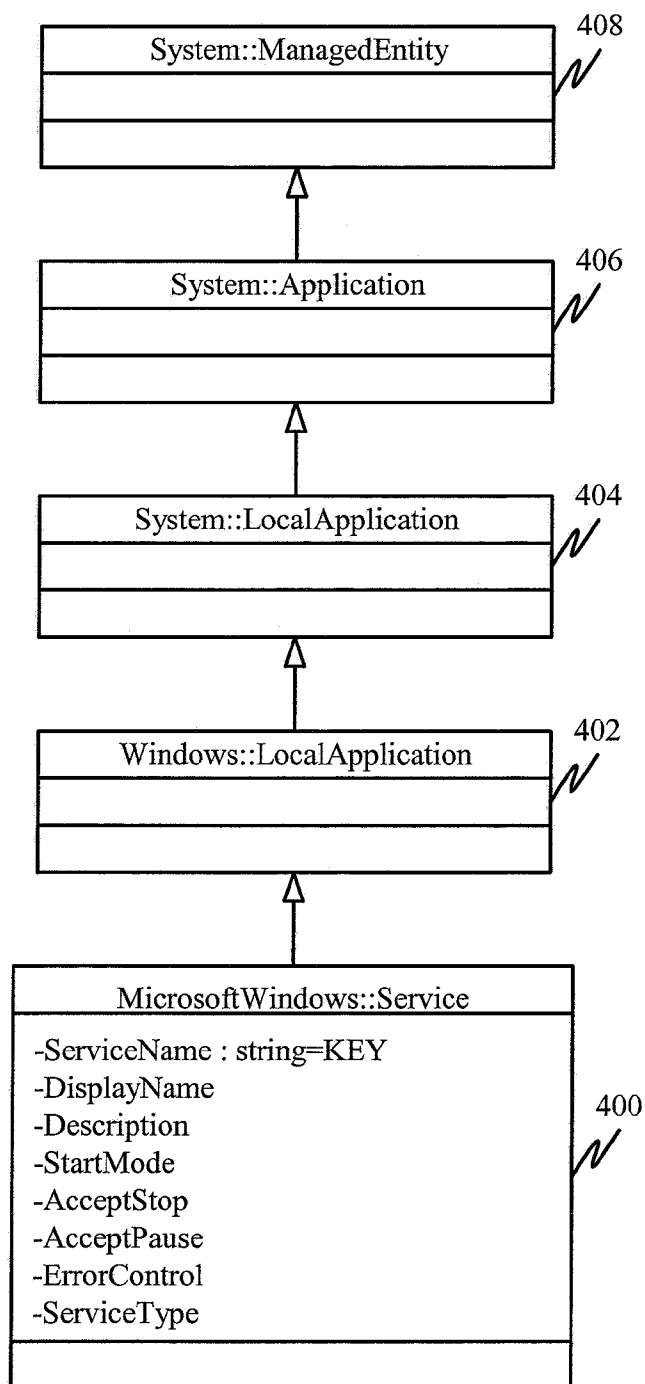 408
System::ManagedEntity
406
System::Application
404
System::LocalApplication
402
Windows::LocalApplication
MicrosoftWindows::Service
-ServiceName : string=KEY
-DisplayName
-Description
-StartMode
-AcceptStop
-AcceptPause
-ErrorControl
-ServiceType
400